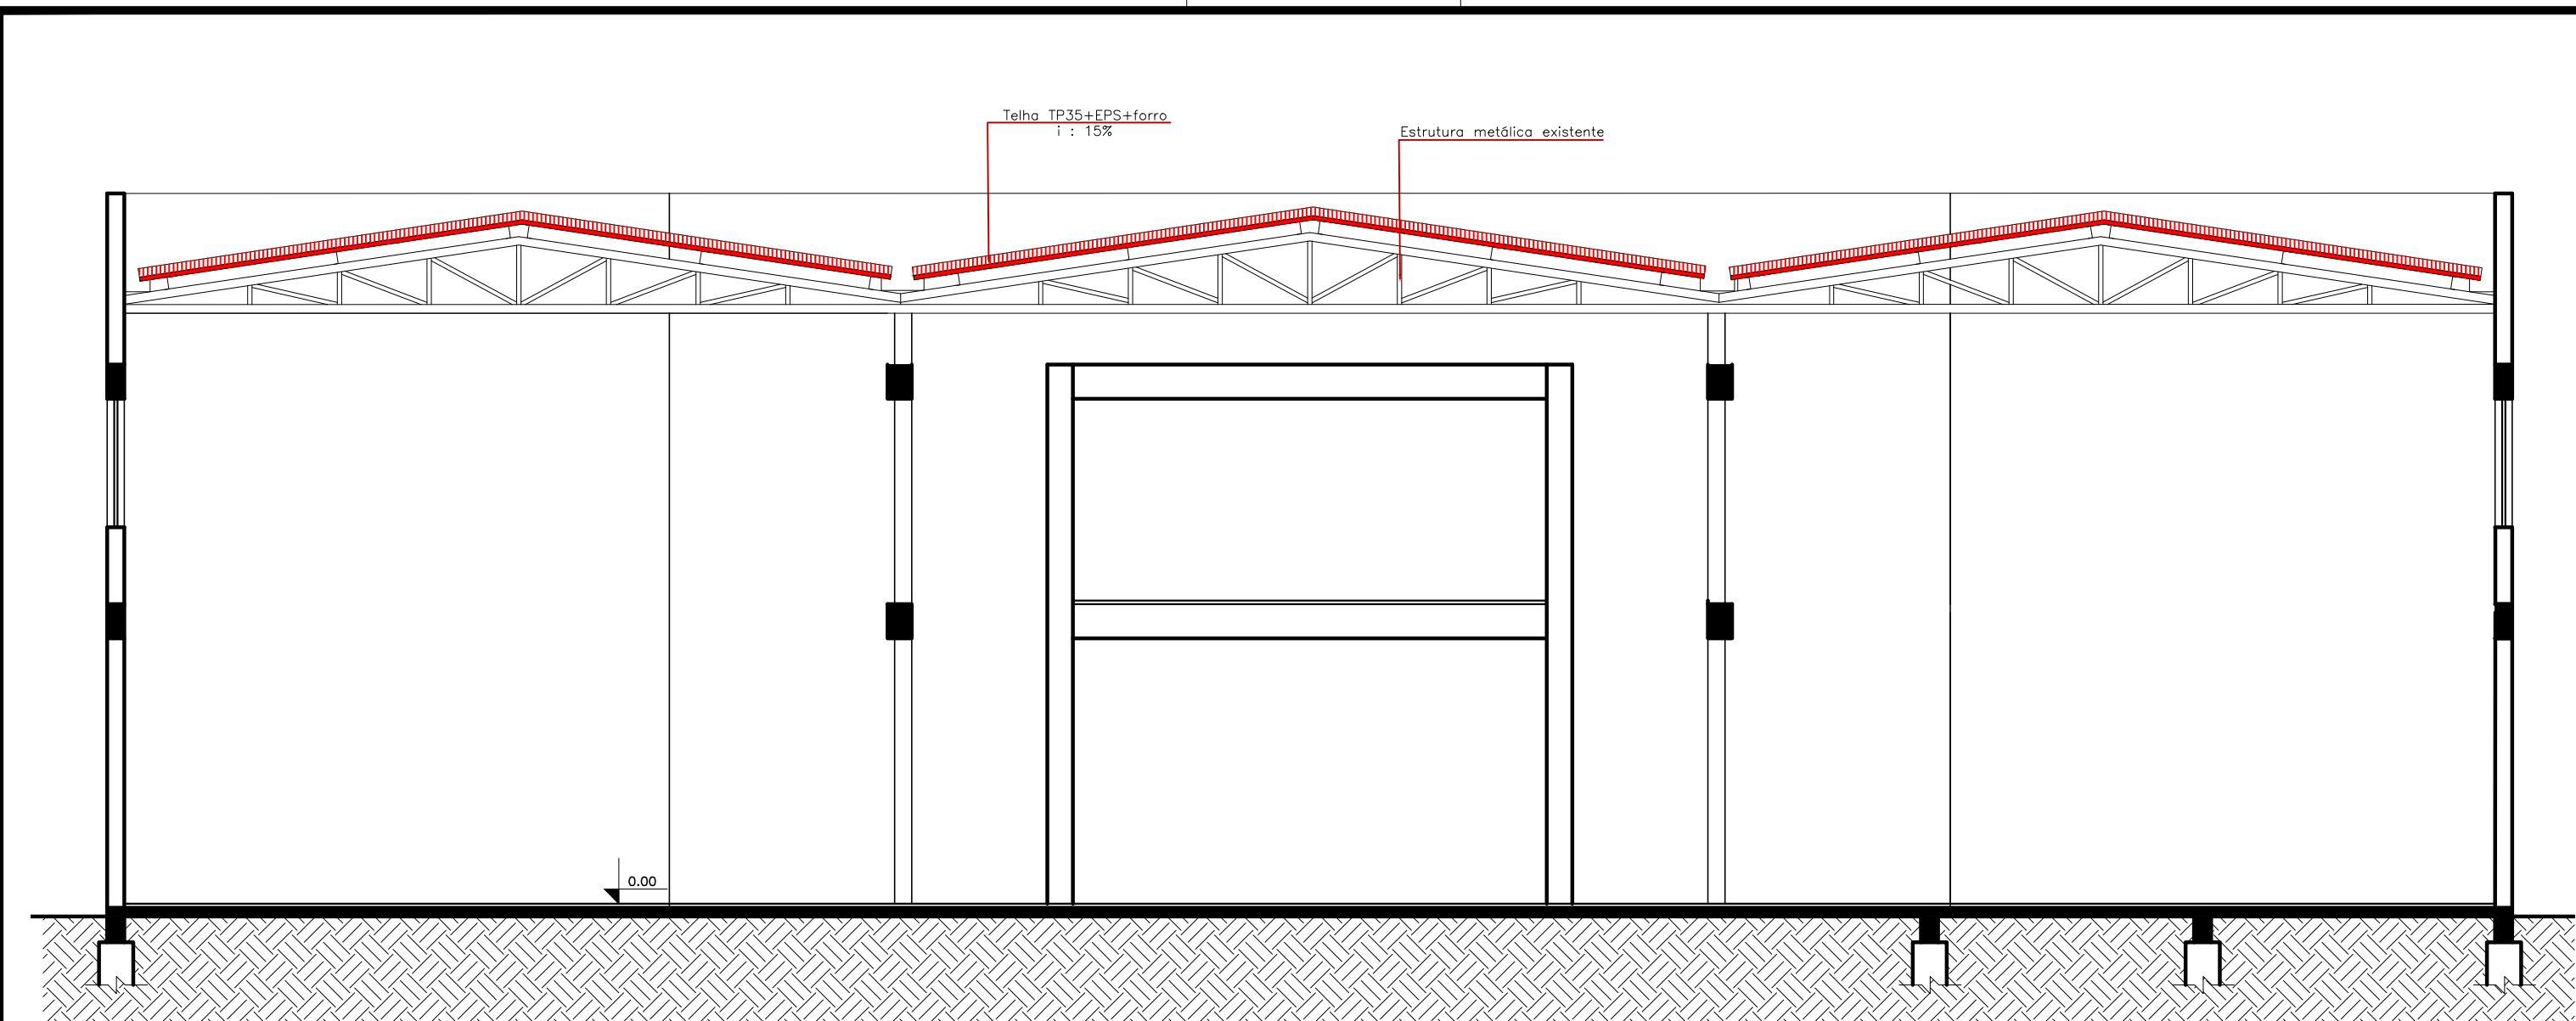 Telha TP35+EPS+forro
i : 15%
Estrutura metálica existente
0.00